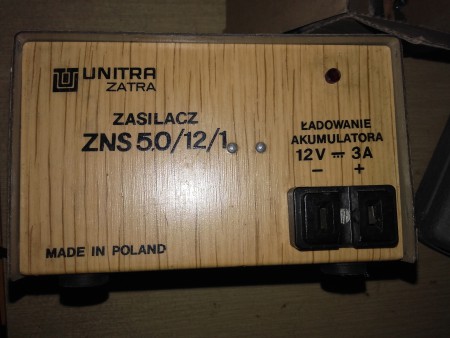 UNITRA
ZATRA
ZASILACZ
ZNS 5.0/12/1
ŁADOWANIE
AKUMULATORA
12V ⎓ 3A
− +
MADE IN POLAND